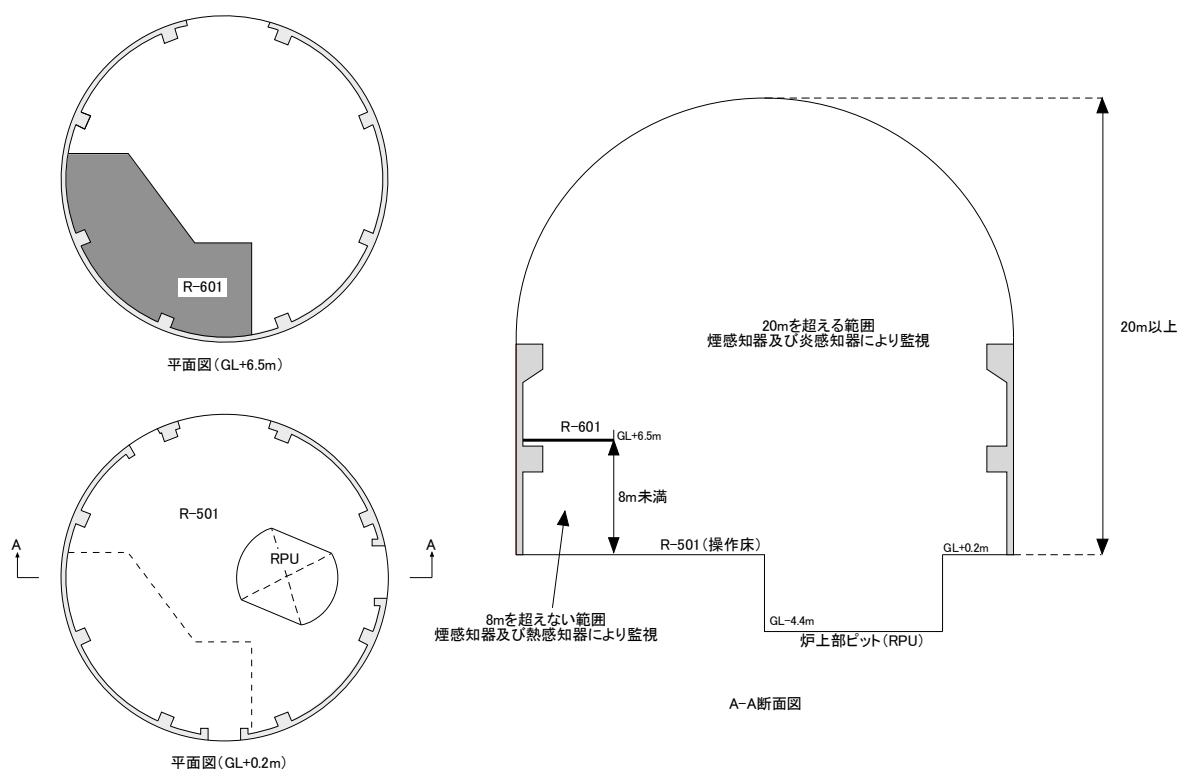 R-601
平面図(GL+6.5m)
R-501
RPU
A
A
平面図(GL+0.2m)
20mを超える範囲
煙感知器及び炎感知器により監視
20m以上
R-601
GL+6.5m
8m未満
R-501(操作床)
GL+0.2m
8mを超えない範囲
煙感知器及び熱感知器により監視
GL-4.4m
炉上部ピット(RPU)
A-A断面図